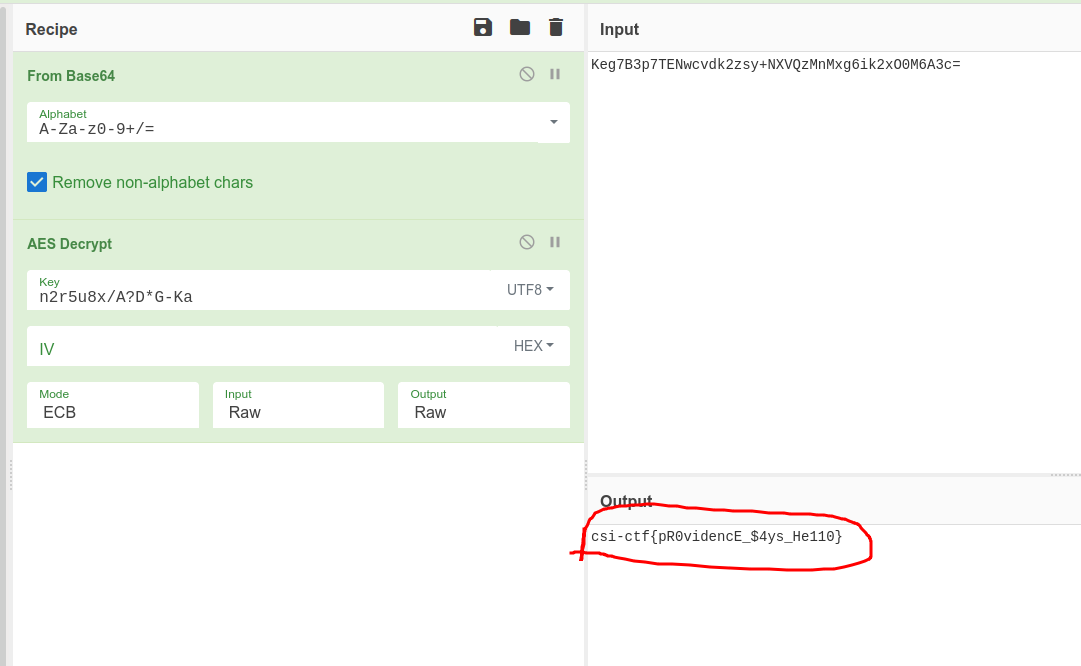 Recipe
From Base64
Alphabet
A-Za-z0-9+/=
Remove non-alphabet chars
AES Decrypt
Key
n2r5u8x/A?D*G-Ka
UTF8
IV
HEX
Mode
ECB
Input
Raw
Output
Raw
Input
Keg7B3p7TENwcvdk2zsy+NXVQzMnMxg6ik2xO0M6A3c=
Output
csi-ctf{pR0videncE_$4ys_He110}